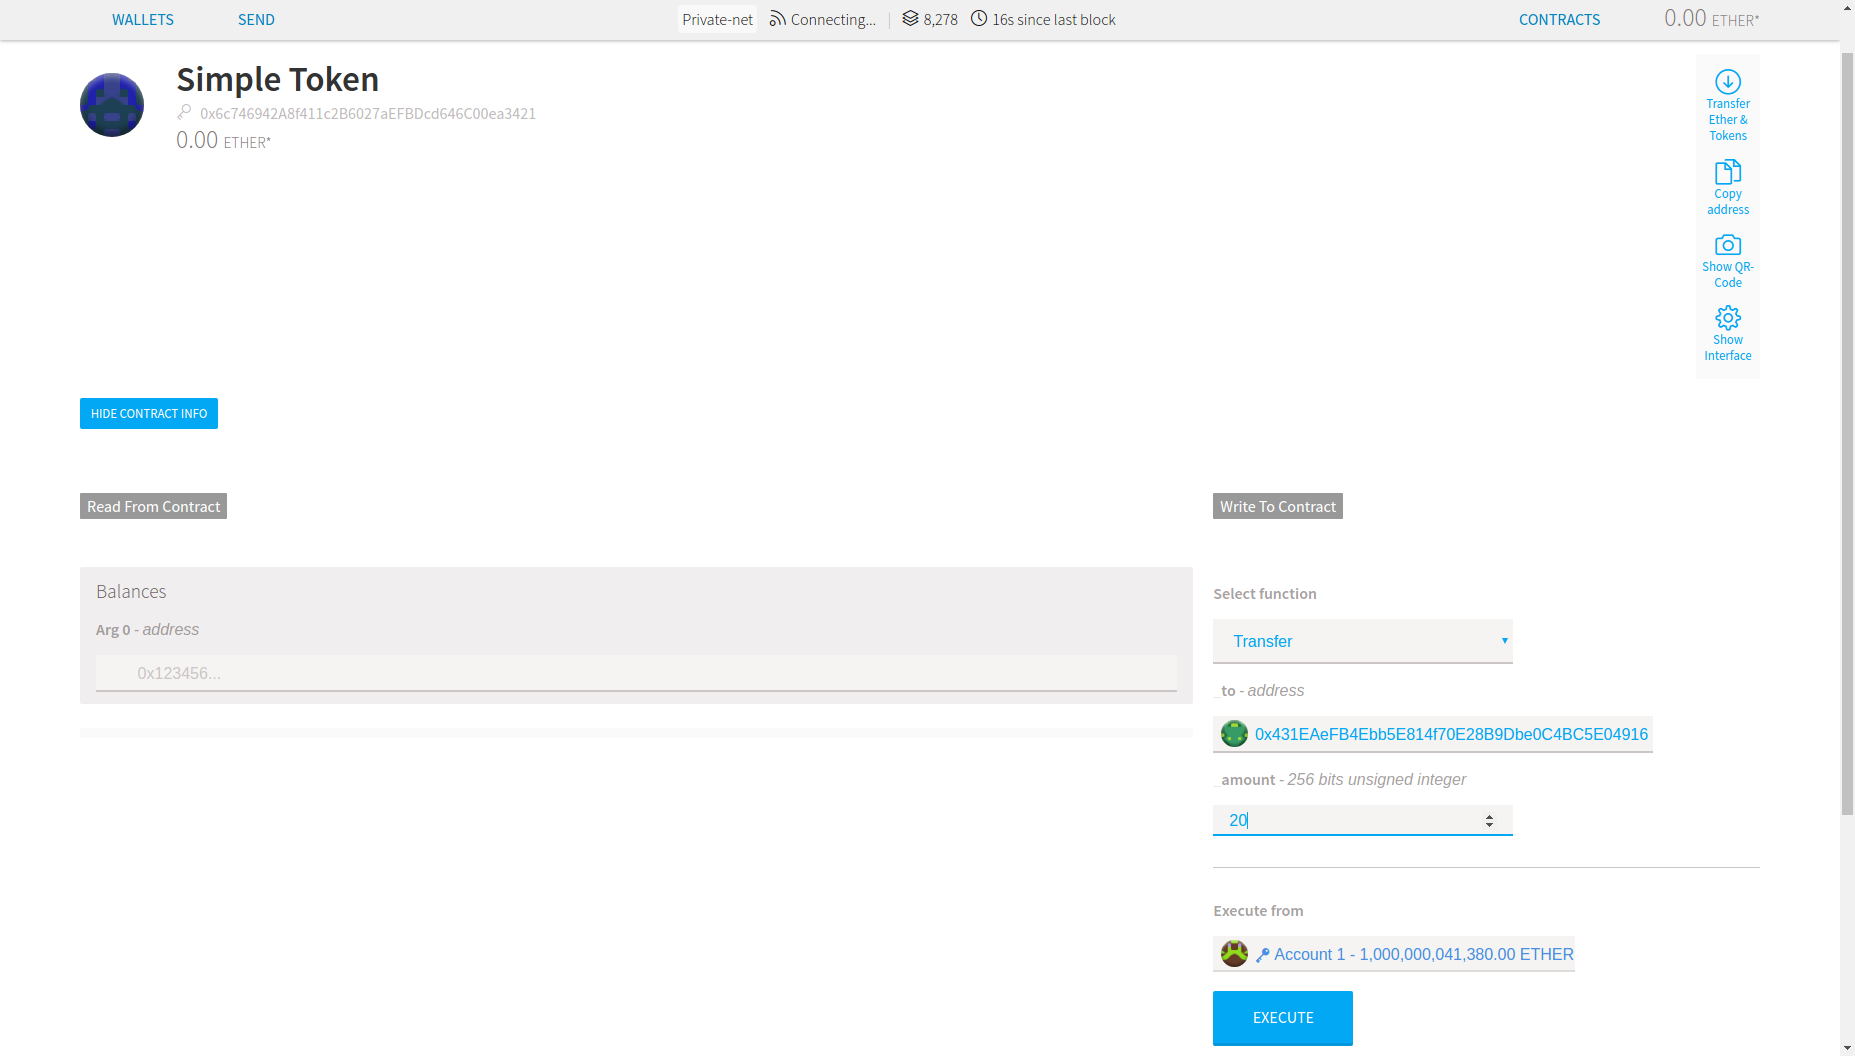 WALLETS
SEND
Private-net
Connecting...
8,278
16s since last block
CONTRACTS
0.00 ETHER*
Simple Token
0x6c746942A8f411c2B6027aEFBDcd646C00ea3421
0.00 ETHER*
Transfer
Ether &
Tokens
Copy
address
Show QR-
Code
Show
Interface
HIDE CONTRACT INFO
Read From Contract
Balances
Arg 0 - address
0x123456...
Write To Contract
Select function
Transfer
_to - address
0x431EAeFB4Ebb5E814f70E28B9Dbe0C4BC5E04916
_amount - 256 bits unsigned integer
20
Execute from
Account 1 - 1,000,000,041,380.00 ETHER
EXECUTE